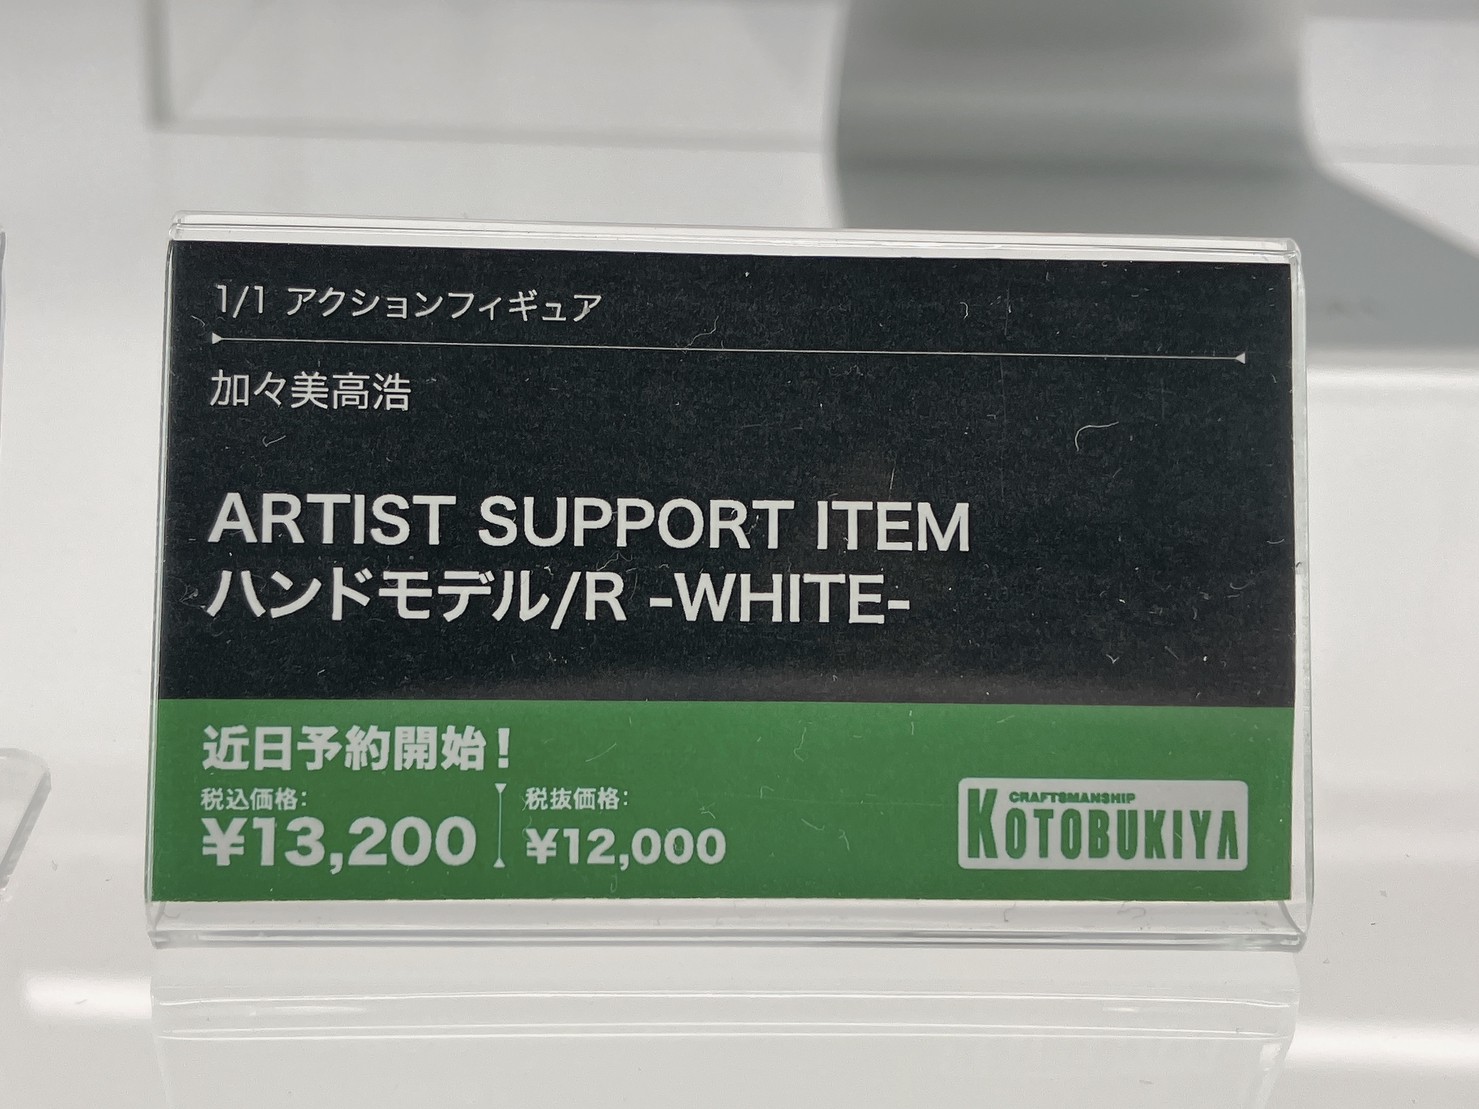 1/1 アクションフィギュア
加々美高浩
ARTIST SUPPORT ITEM
ハンドモデル/R -WHITE-
近日予約開始！
税込価格：
¥13,200
税抜価格：
¥12,000
CRAFTSMANSHIP
KOTOBUKIYA